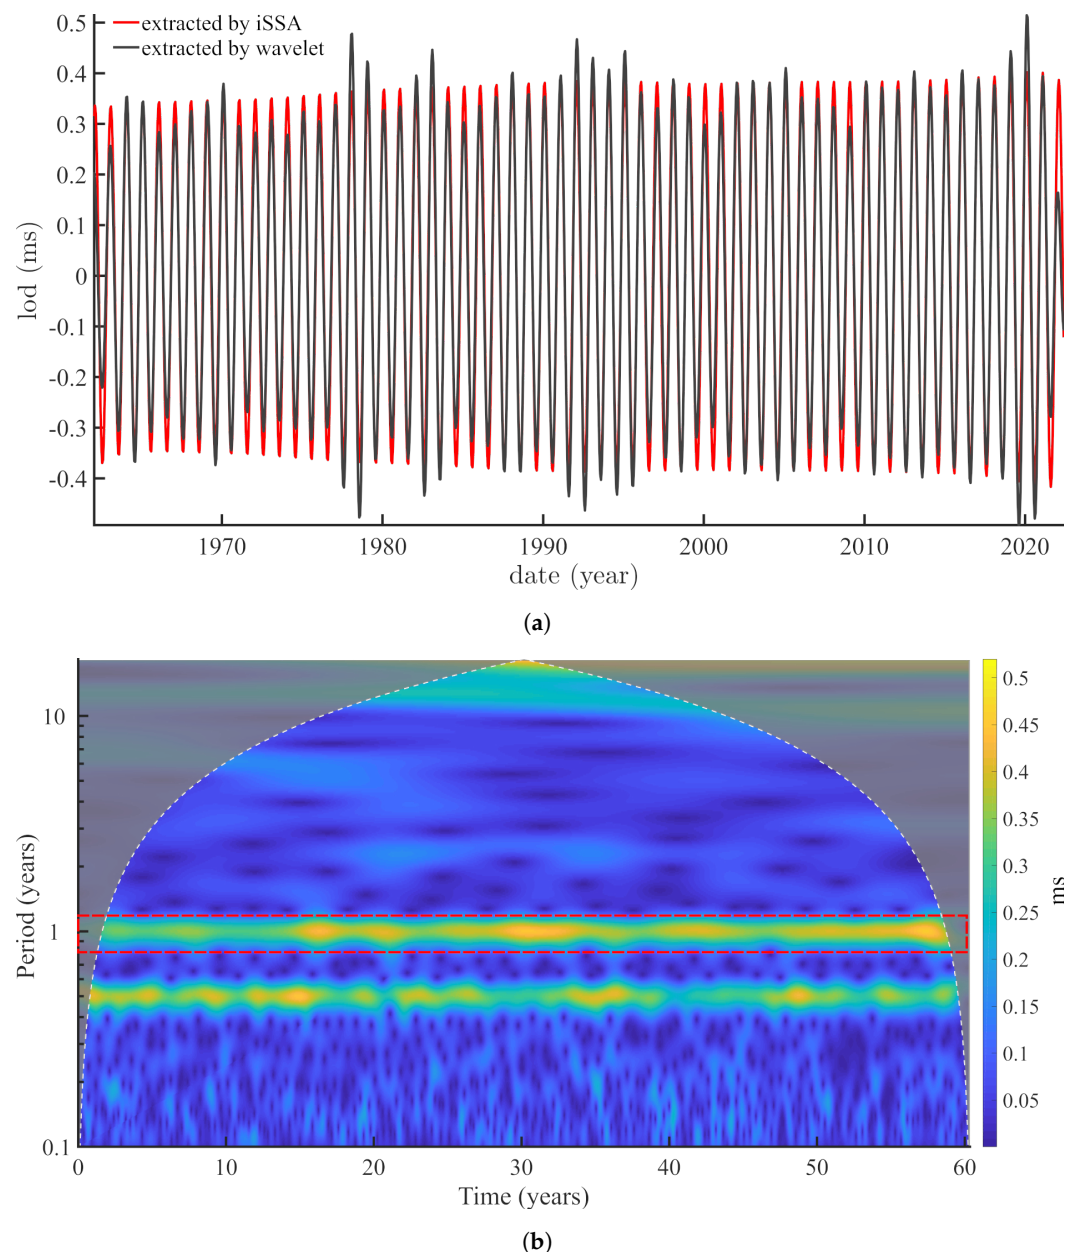 extracted by iSSA
extracted by wavelet
0.5
0.4
0.3
0.2
0.1
0
-0.1
-0.2
-0.3
-0.4
lod (ms)
1970 1980 1990 2000 2010 2020
date (year)
(a)
10
1
0.1
Period (years)
0 10 20 30 40 50 60
Time (years)
0.5
0.45
0.4
0.35
0.3
0.25
0.2
0.15
0.1
0.05
ms
(b)